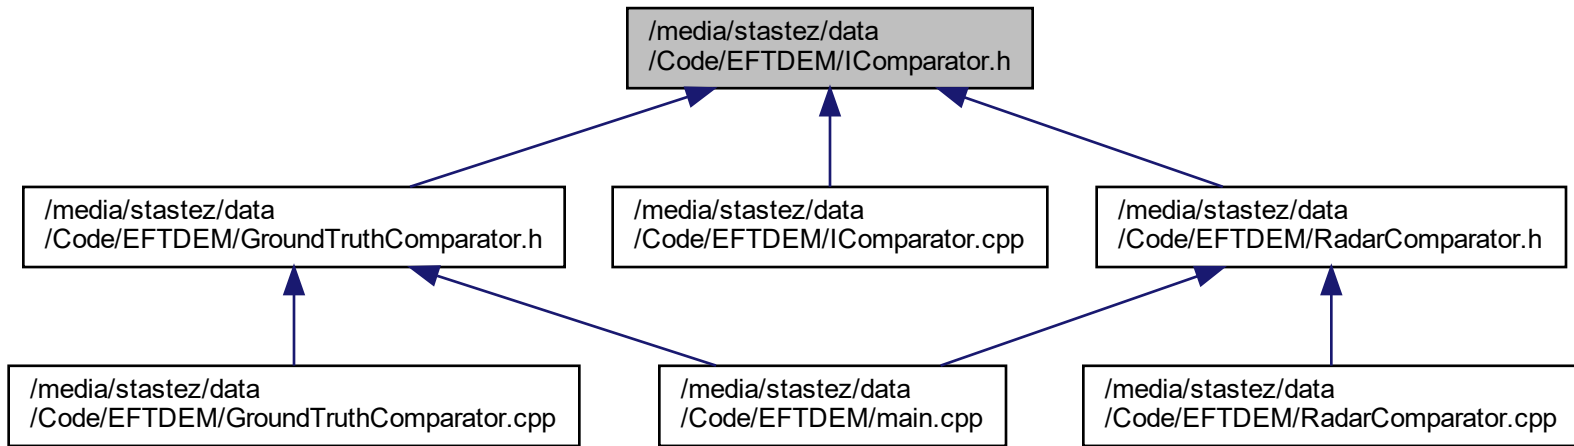 /media/stastez/data
/Code/EFTDEM/IComparator.h
/media/stastez/data
/Code/EFTDEM/GroundTruthComparator.h
/media/stastez/data
/Code/EFTDEM/IComparator.cpp
/media/stastez/data
/Code/EFTDEM/RadarComparator.h
/media/stastez/data
/Code/EFTDEM/GroundTruthComparator.cpp
/media/stastez/data
/Code/EFTDEM/main.cpp
/media/stastez/data
/Code/EFTDEM/RadarComparator.cpp